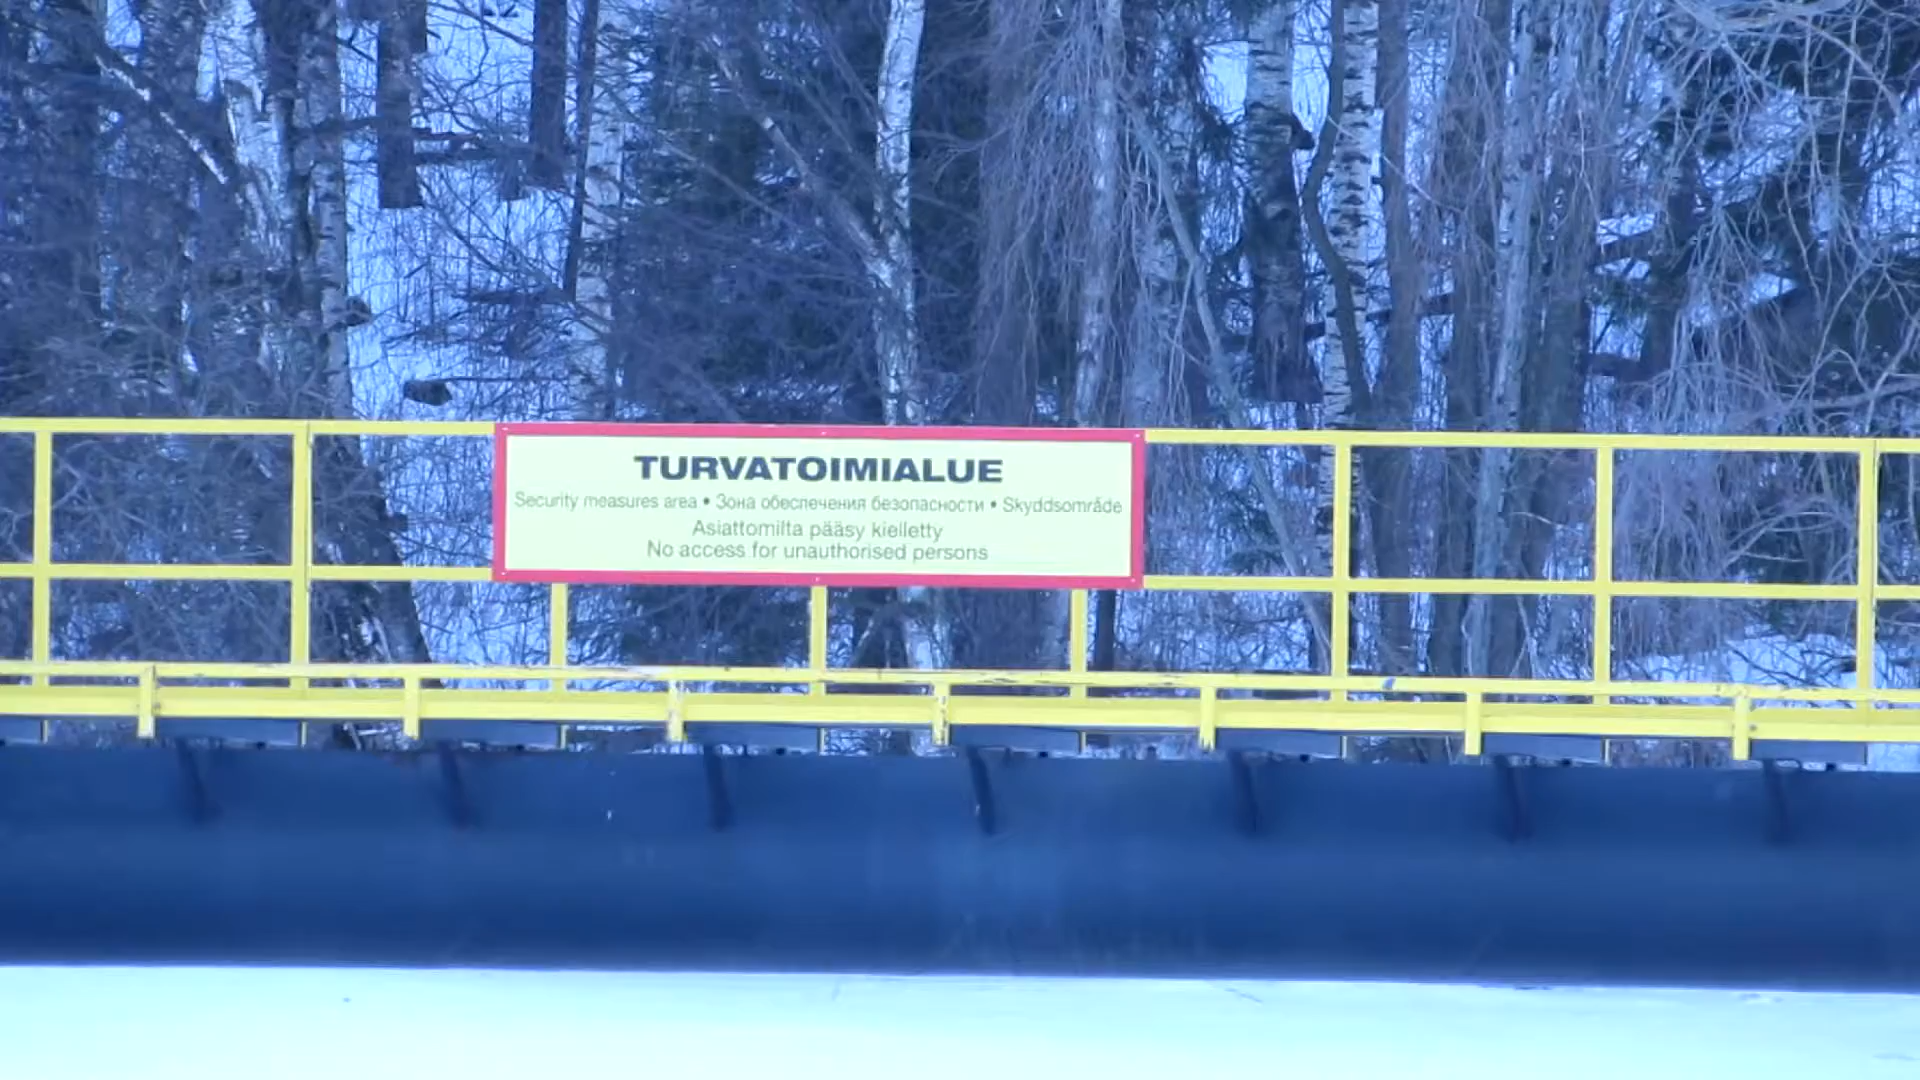 TURVATOIMIALUE
Security measures area • Зона обеспечения безопасности • Skyddsområde
Asiattomilta pääsy kielletty
No access for unauthorised persons